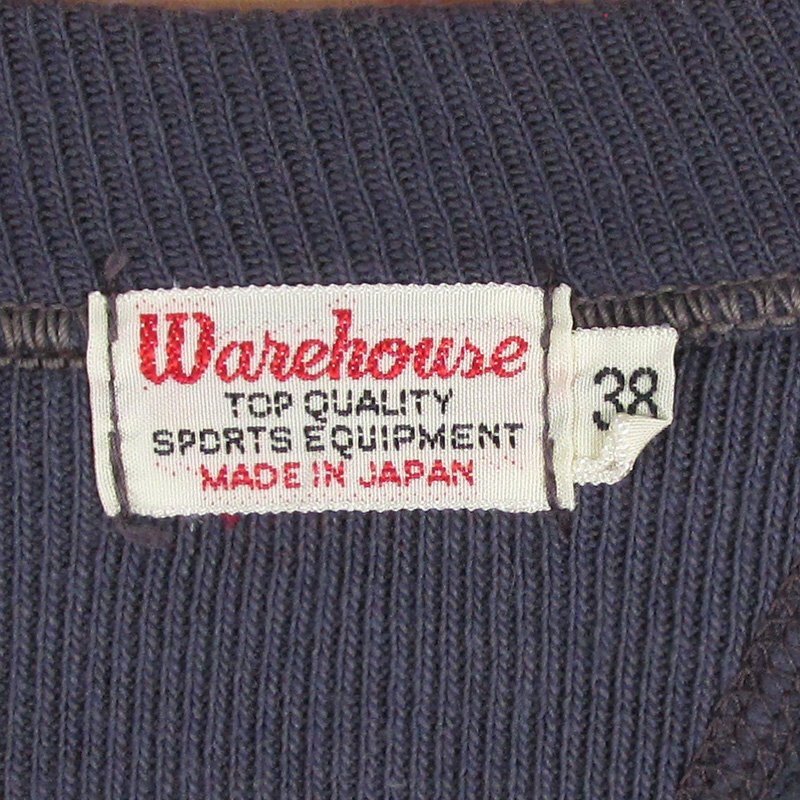 Warehouse
TOP QUALITY
SPORTS EQUIPMENT
MADE IN JAPAN
38